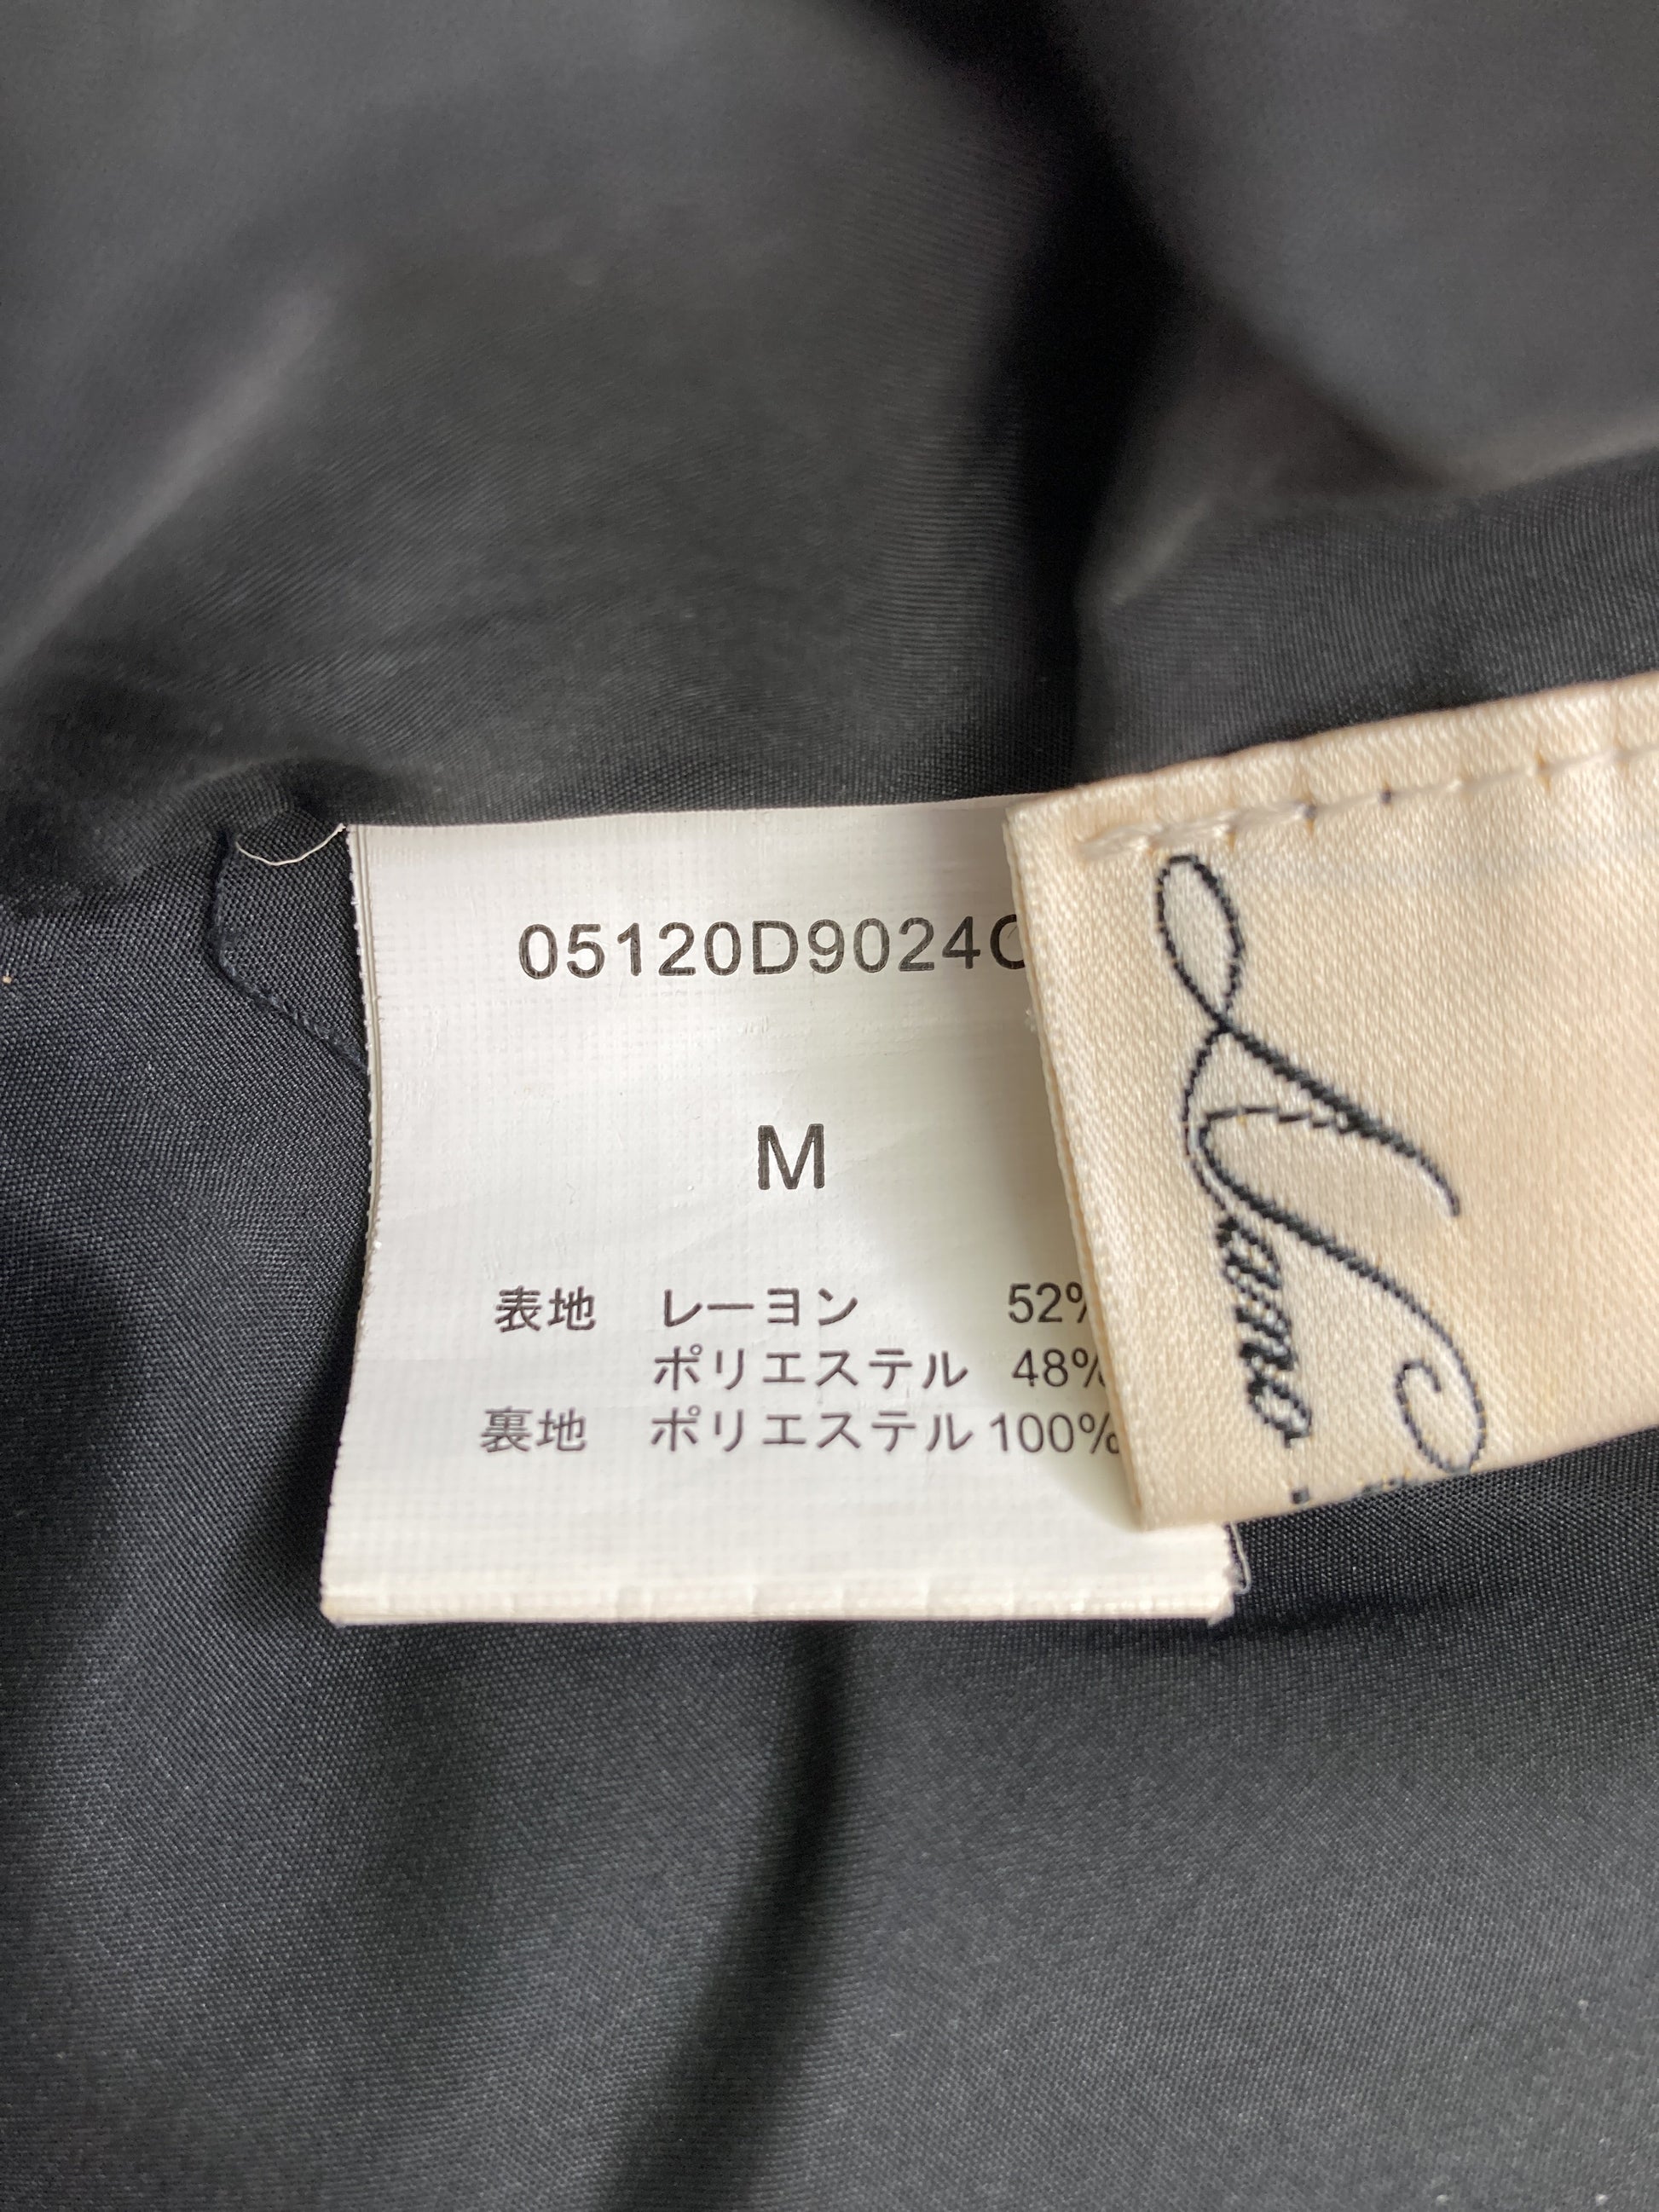 05120D9024
M
表地 レーヨン 52%
ポリエステル 48%
裏地 ポリエステル 100%